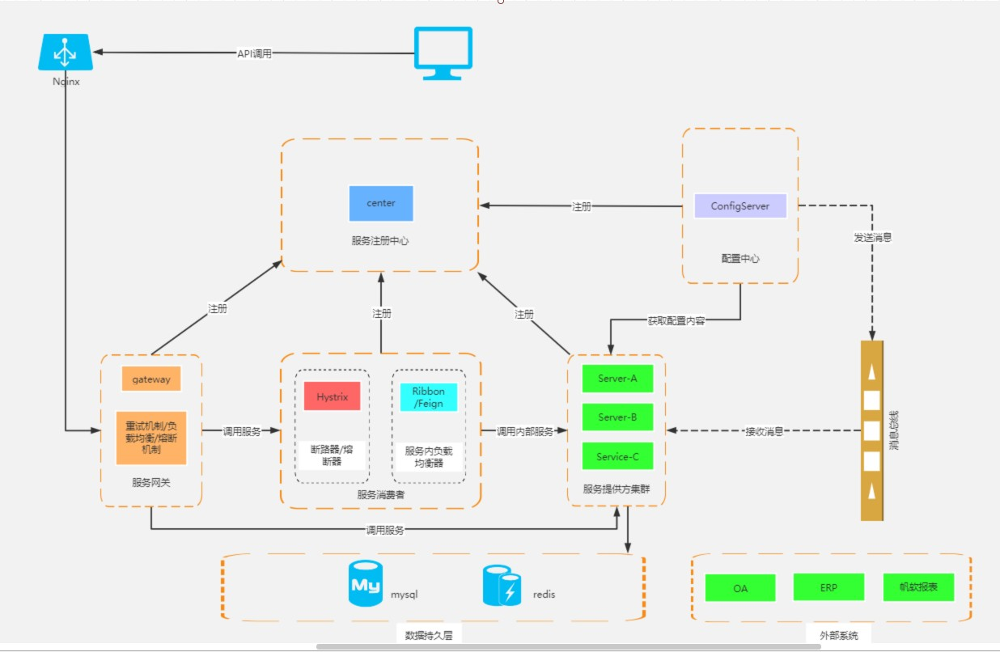 API调用
Nginx
center
服务注册中心
注册
ConfigServer
配置中心
发送消息
注册
注册
注册
获取配置内容
gateway
重试机制/负
载均衡/熔断
机制
服务网关
调用服务
Hystrix
断路器/熔
断器
Ribbon
/Feign
服务内负载
均衡器
服务消费者
调用内部服务
Server-A
Server-B
Service-C
服务提供方集群
接收消息
消息总线
调用服务
My
mysql
redis
数据持久层
OA
ERP
帆软报表
外部系统